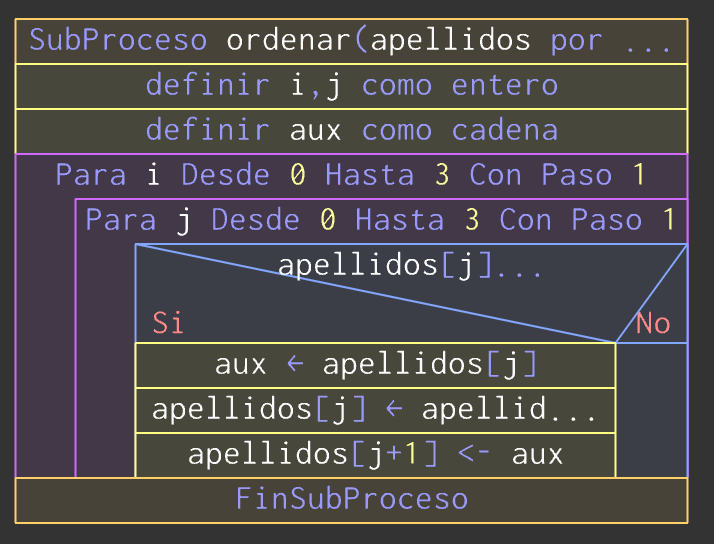 SubProceso ordenar(apellidos por ...
definir i,j como entero
definir aux como cadena
Para i Desde 0 Hasta 3 Con Paso 1
Para j Desde 0 Hasta 3 Con Paso 1
apellidos[j]...
Si No
aux ← apellidos[j]
apellidos[j] ← apellid...
apellidos[j+1] <- aux
FinSubProceso